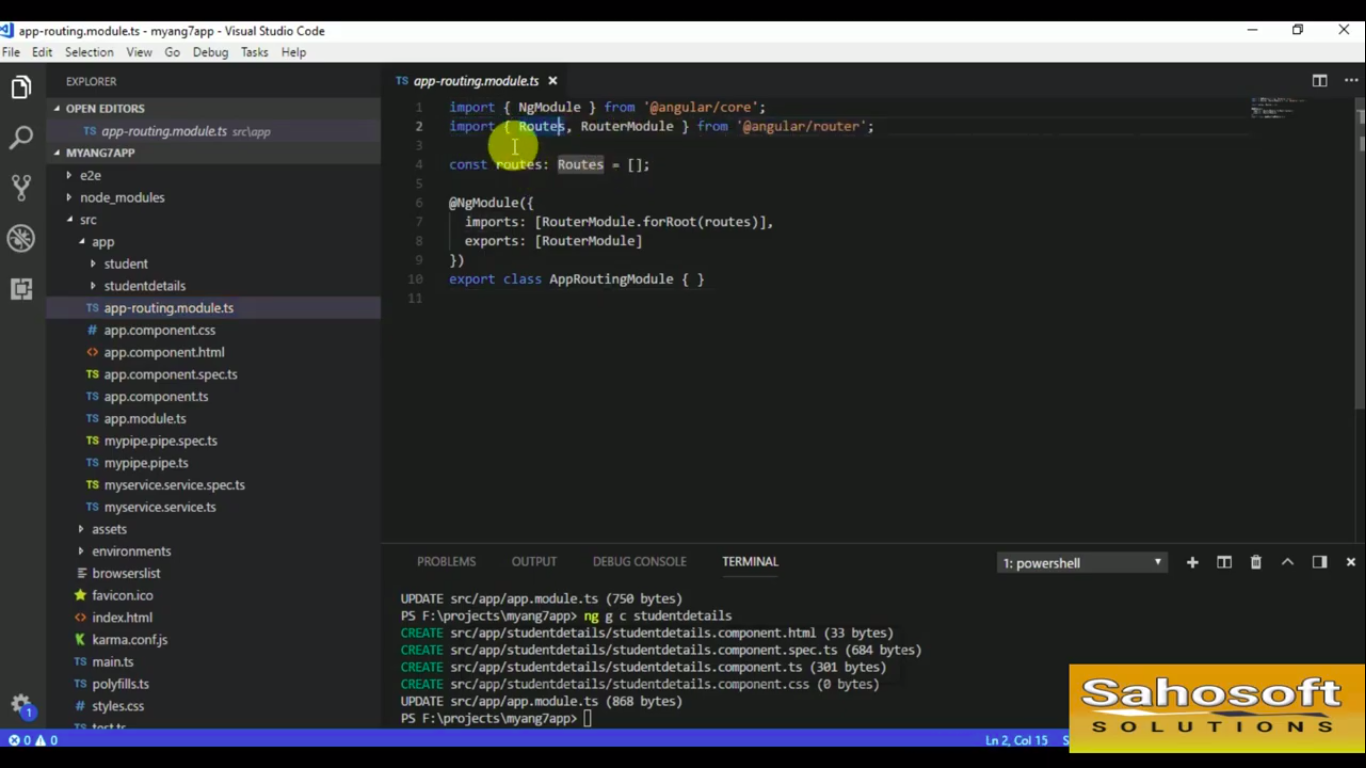 app-routing.module.ts - myang7app - Visual Studio Code
File Edit Selection View Go Debug Tasks Help
EXPLORER
OPEN EDITORS
TS app-routing.module.ts src\app
MYANG7APP
e2e
node_modules
src
app
student
studentdetails
TS app-routing.module.ts
# app.component.css
<> app.component.html
TS app.component.spec.ts
TS app.component.ts
TS app.module.ts
TS mypipe.pipe.spec.ts
TS mypipe.pipe.ts
TS myservice.service.spec.ts
TS myservice.service.ts
assets
environments
browserslist
favicon.ico
<> index.html
karma.conf.js
TS main.ts
TS polyfills.ts
# styles.css
TS test.ts
1
TS app-routing.module.ts
1 import { NgModule } from '@angular/core';
2 import { Routes, RouterModule } from '@angular/router';
3
4 const routes: Routes = [];
5
6 @NgModule({
7 imports: [RouterModule.forRoot(routes)],
8 exports: [RouterModule]
9 })
10 export class AppRoutingModule { }
11
PROBLEMS OUTPUT DEBUG CONSOLE TERMINAL 1: powershell
UPDATE src/app/app.module.ts (750 bytes)
PS F:\projects\myang7app> ng g c studentdetails
CREATE src/app/studentdetails/studentdetails.component.html (33 bytes)
CREATE src/app/studentdetails/studentdetails.component.spec.ts (684 bytes)
CREATE src/app/studentdetails/studentdetails.component.ts (301 bytes)
CREATE src/app/studentdetails/studentdetails.component.css (0 bytes)
UPDATE src/app/app.module.ts (868 bytes)
PS F:\projects\myang7app>
0 0 Ln 2, Col 15 S
Sahosoft
SOLUTIONS